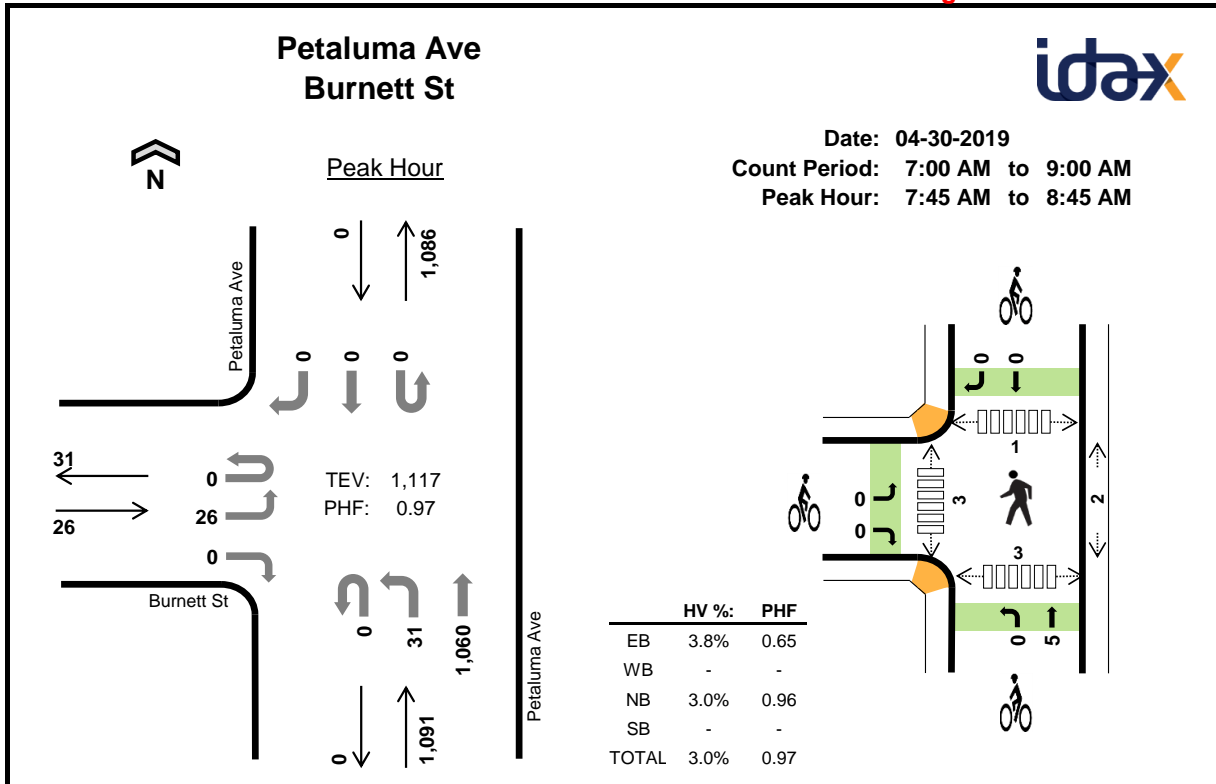 Petaluma Ave
Burnett St
idax
N
Peak Hour
Date: 04-30-2019
Count Period: 7:00 AM to 9:00 AM
Peak Hour: 7:45 AM to 8:45 AM
0
1,086
Petaluma Ave
0
0
0
31
26
0
26
0
TEV: 1,117
PHF: 0.97
Burnett St
0
31
1,060
0
1,091
Petaluma Ave
HV %: PHF
EB 3.8% 0.65
WB - -
NB 3.0% 0.96
SB - -
TOTAL 3.0% 0.97
0
0
1
0
0
3
2
3
0
5